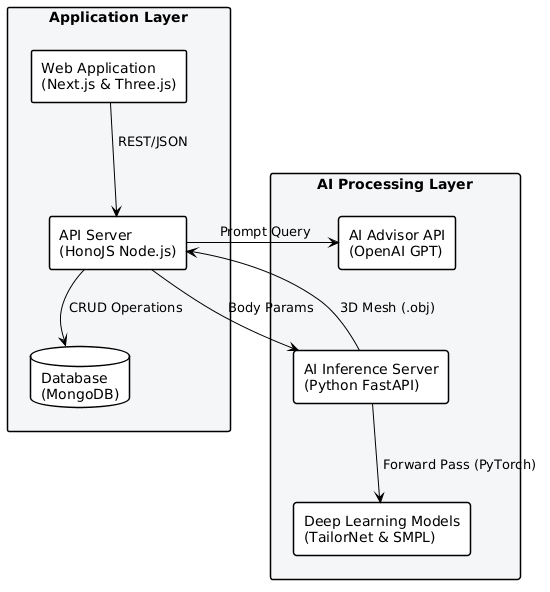 Application Layer
Web Application
(Next.js & Three.js)
REST/JSON
AI Processing Layer
API Server
(HonoJS Node.js)
Prompt Query
AI Advisor API
(OpenAI GPT)
CRUD Operations
Body Params
3D Mesh (.obj)
Database
(MongoDB)
AI Inference Server
(Python FastAPI)
Forward Pass (PyTorch)
Deep Learning Models
(TailorNet & SMPL)